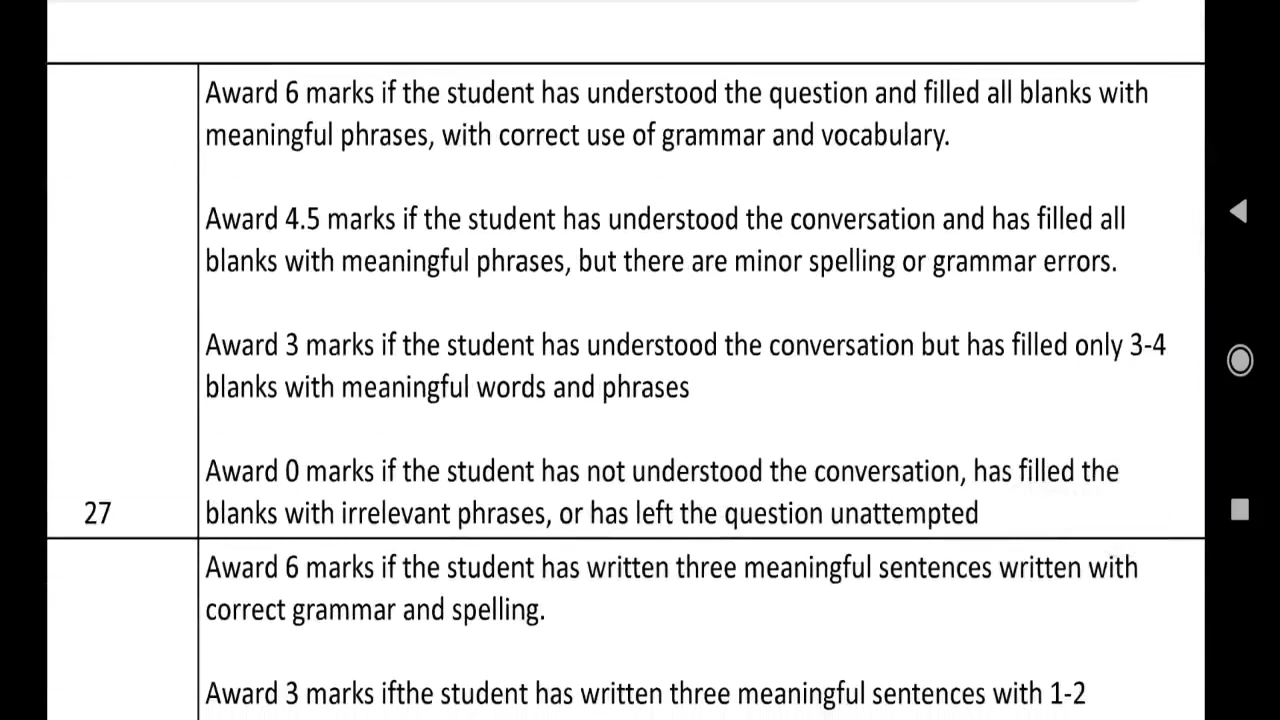 Award 6 marks if the student has understood the question and filled all blanks with
meaningful phrases, with correct use of grammar and vocabulary.
Award 4.5 marks if the student has understood the conversation and has filled all
blanks with meaningful phrases, but there are minor spelling or grammar errors.
Award 3 marks if the student has understood the conversation but has filled only 3-4
blanks with meaningful words and phrases
Award 0 marks if the student has not understood the conversation, has filled the
27 blanks with irrelevant phrases, or has left the question unattempted
Award 6 marks if the student has written three meaningful sentences written with
correct grammar and spelling.
Award 3 marks ifthe student has written three meaningful sentences with 1-2